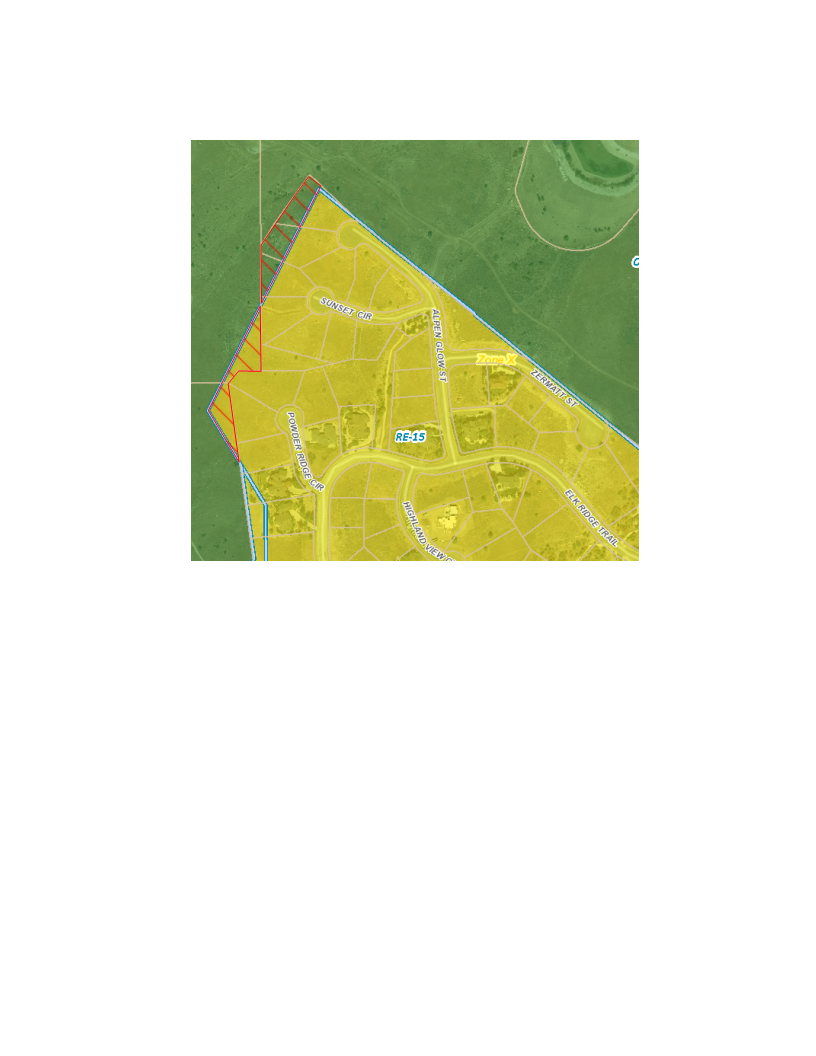 SUNSET CIR
ALPEN GLOW ST
Zone X
ZERMATT ST
POWDER RIDGE CIR
RE-15
ELK RIDGE TRAIL
HIGHLAND VIEW C